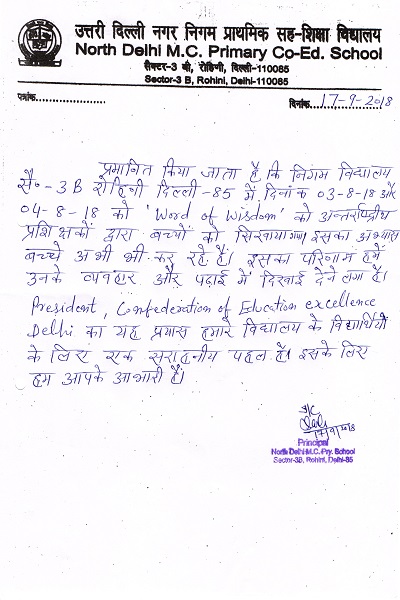 उत्तरी दिल्ली नगर निगम प्राथमिक सह-शिक्षा विद्यालय
North Delhi M.C. Primary Co-Ed. School
सैक्टर-3 बी, रोहिणी, दिल्ली-110085
Sector-3 B, Rohini, Delhi-110085
पत्रांक.....................
दिनांक. 17-9-2018
प्रमाणित किया जाता है कि निगम विद्यालय
सै०-3B रोहिनी दिल्ली-85 में दिनांक 03-8-18 और
04-8-18 को 'Word of Wisdom' को अन्तर्राष्ट्रीय
प्रशिक्षकों द्वारा बच्चों को सिखाया गया। इसका अभ्यास
बच्चे अभी भी कर रहे हैं। इसका परिणाम हमें
उनके व्यवहार और पढ़ाई में दिखाई देने लगा है।
President, Confederation of Education excellence
Delhi का यह प्रयास हमारे विद्यालय के विद्यार्थियों
के लिए एक सराहनीय पहल है। इसके लिए
हम आपके आभारी हैं।
I/C
17/9/2018
Principal
North Delhi M.C. Pry. School
Sector-3B, Rohini, Delhi-85